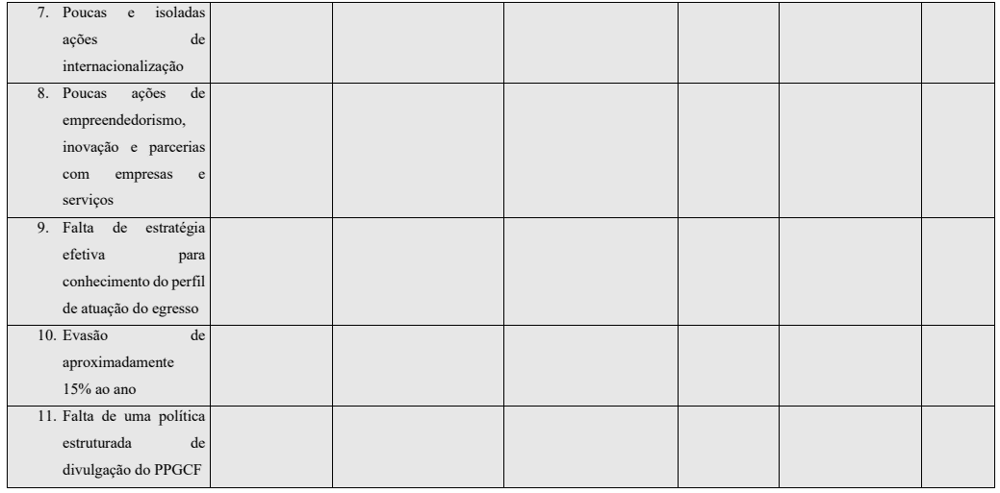 7. Poucas e isoladas
ações de
internacionalização
8. Poucas ações de
empreendedorismo,
inovação e parcerias
com empresas e
serviços
9. Falta de estratégia
efetiva para
conhecimento do perfil
de atuação do egresso
10. Evasão de
aproximadamente
15% ao ano
11. Falta de uma política
estruturada de
divulgação do PPGCF